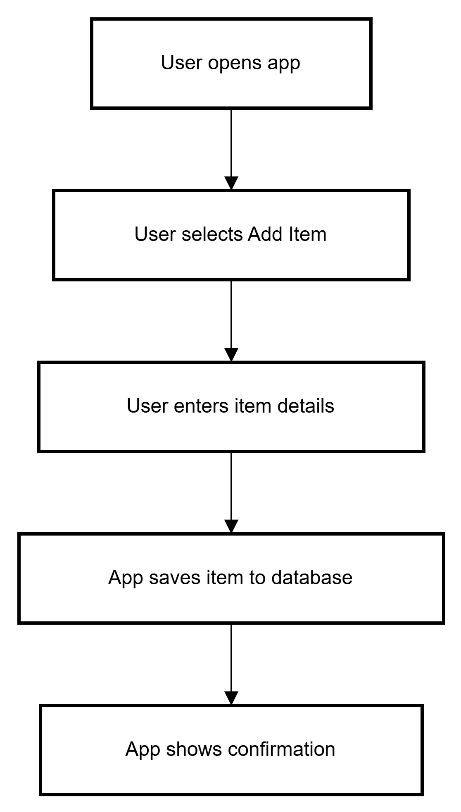 User opens app
User selects Add Item
User enters item details
App saves item to database
App shows confirmation